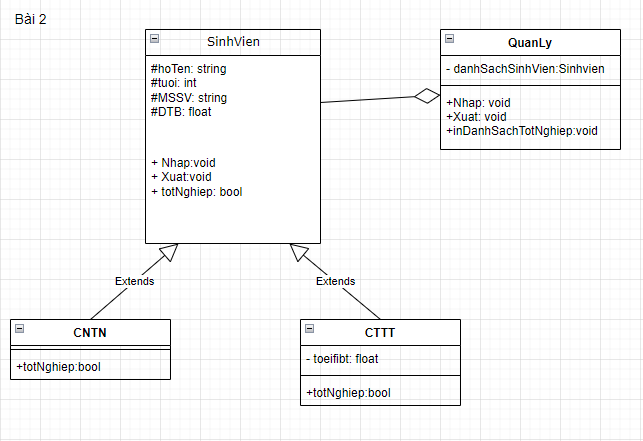 Bài 2
SinhVien
#hoTen: string
#tuoi: int
#MSSV: string
#DTB: float
+ Nhap:void
+ Xuat:void
+ totNghiep: bool
QuanLy
- danhSachSinhVien:Sinhvien
+Nhap: void
+Xuat: void
+inDanhSachTotNghiep:void
Extends
Extends
CNTN
+totNghiep:bool
CTTT
- toeifibt: float
+totNghiep:bool